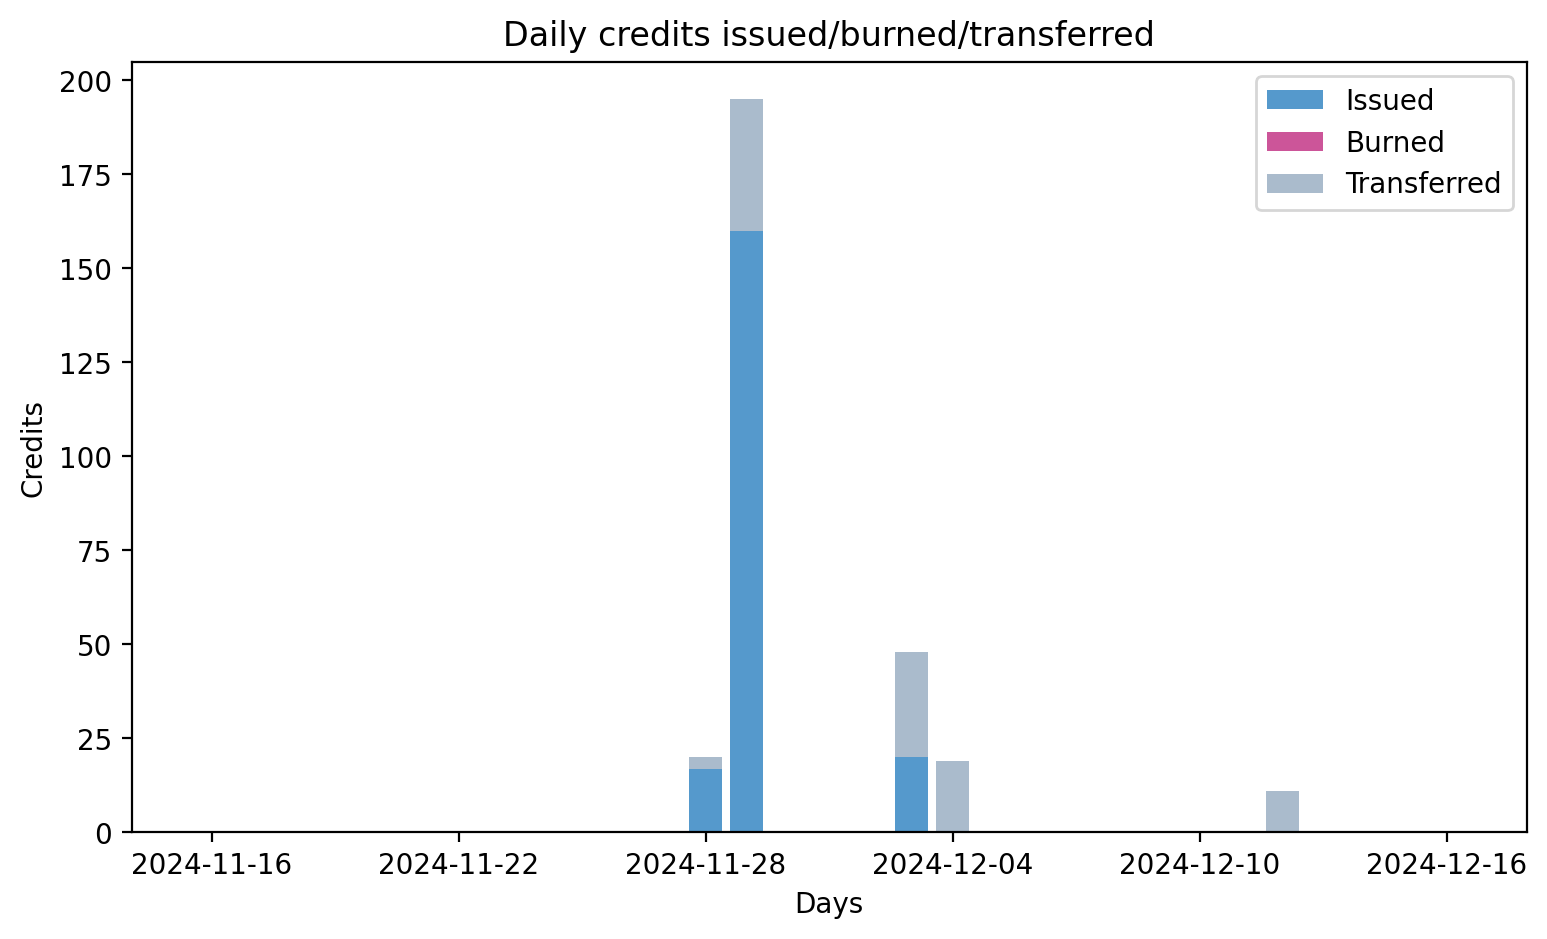 Daily credits issued/burned/transferred
200
175
150
125
100
75
50
25
0
Credits
Issued
Burned
Transferred
2024-11-16 2024-11-22 2024-11-28 2024-12-04 2024-12-10 2024-12-16
Days